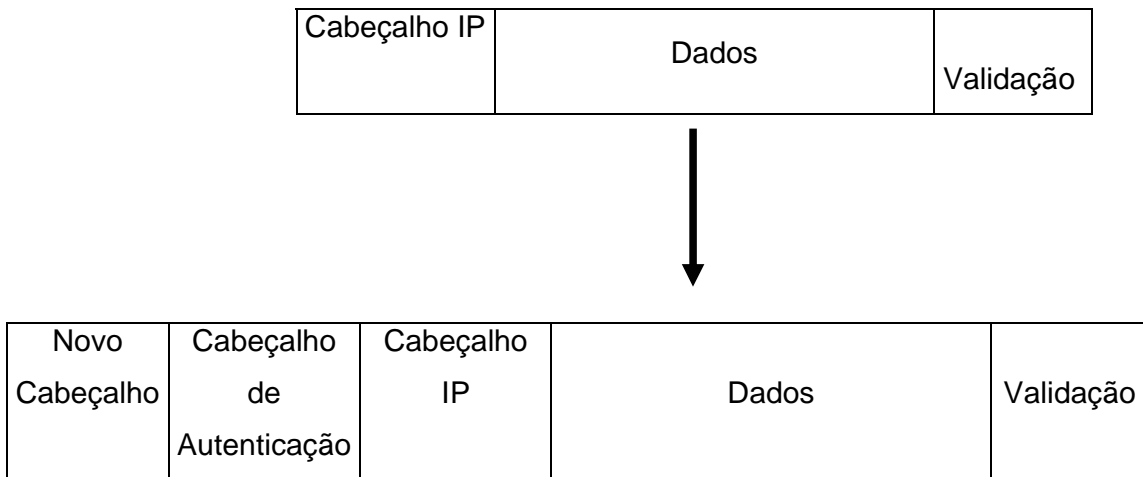 Cabeçalho IP
Dados
Validação
Novo
Cabeçalho
Cabeçalho
de
Autenticação
Cabeçalho
IP
Dados
Validação